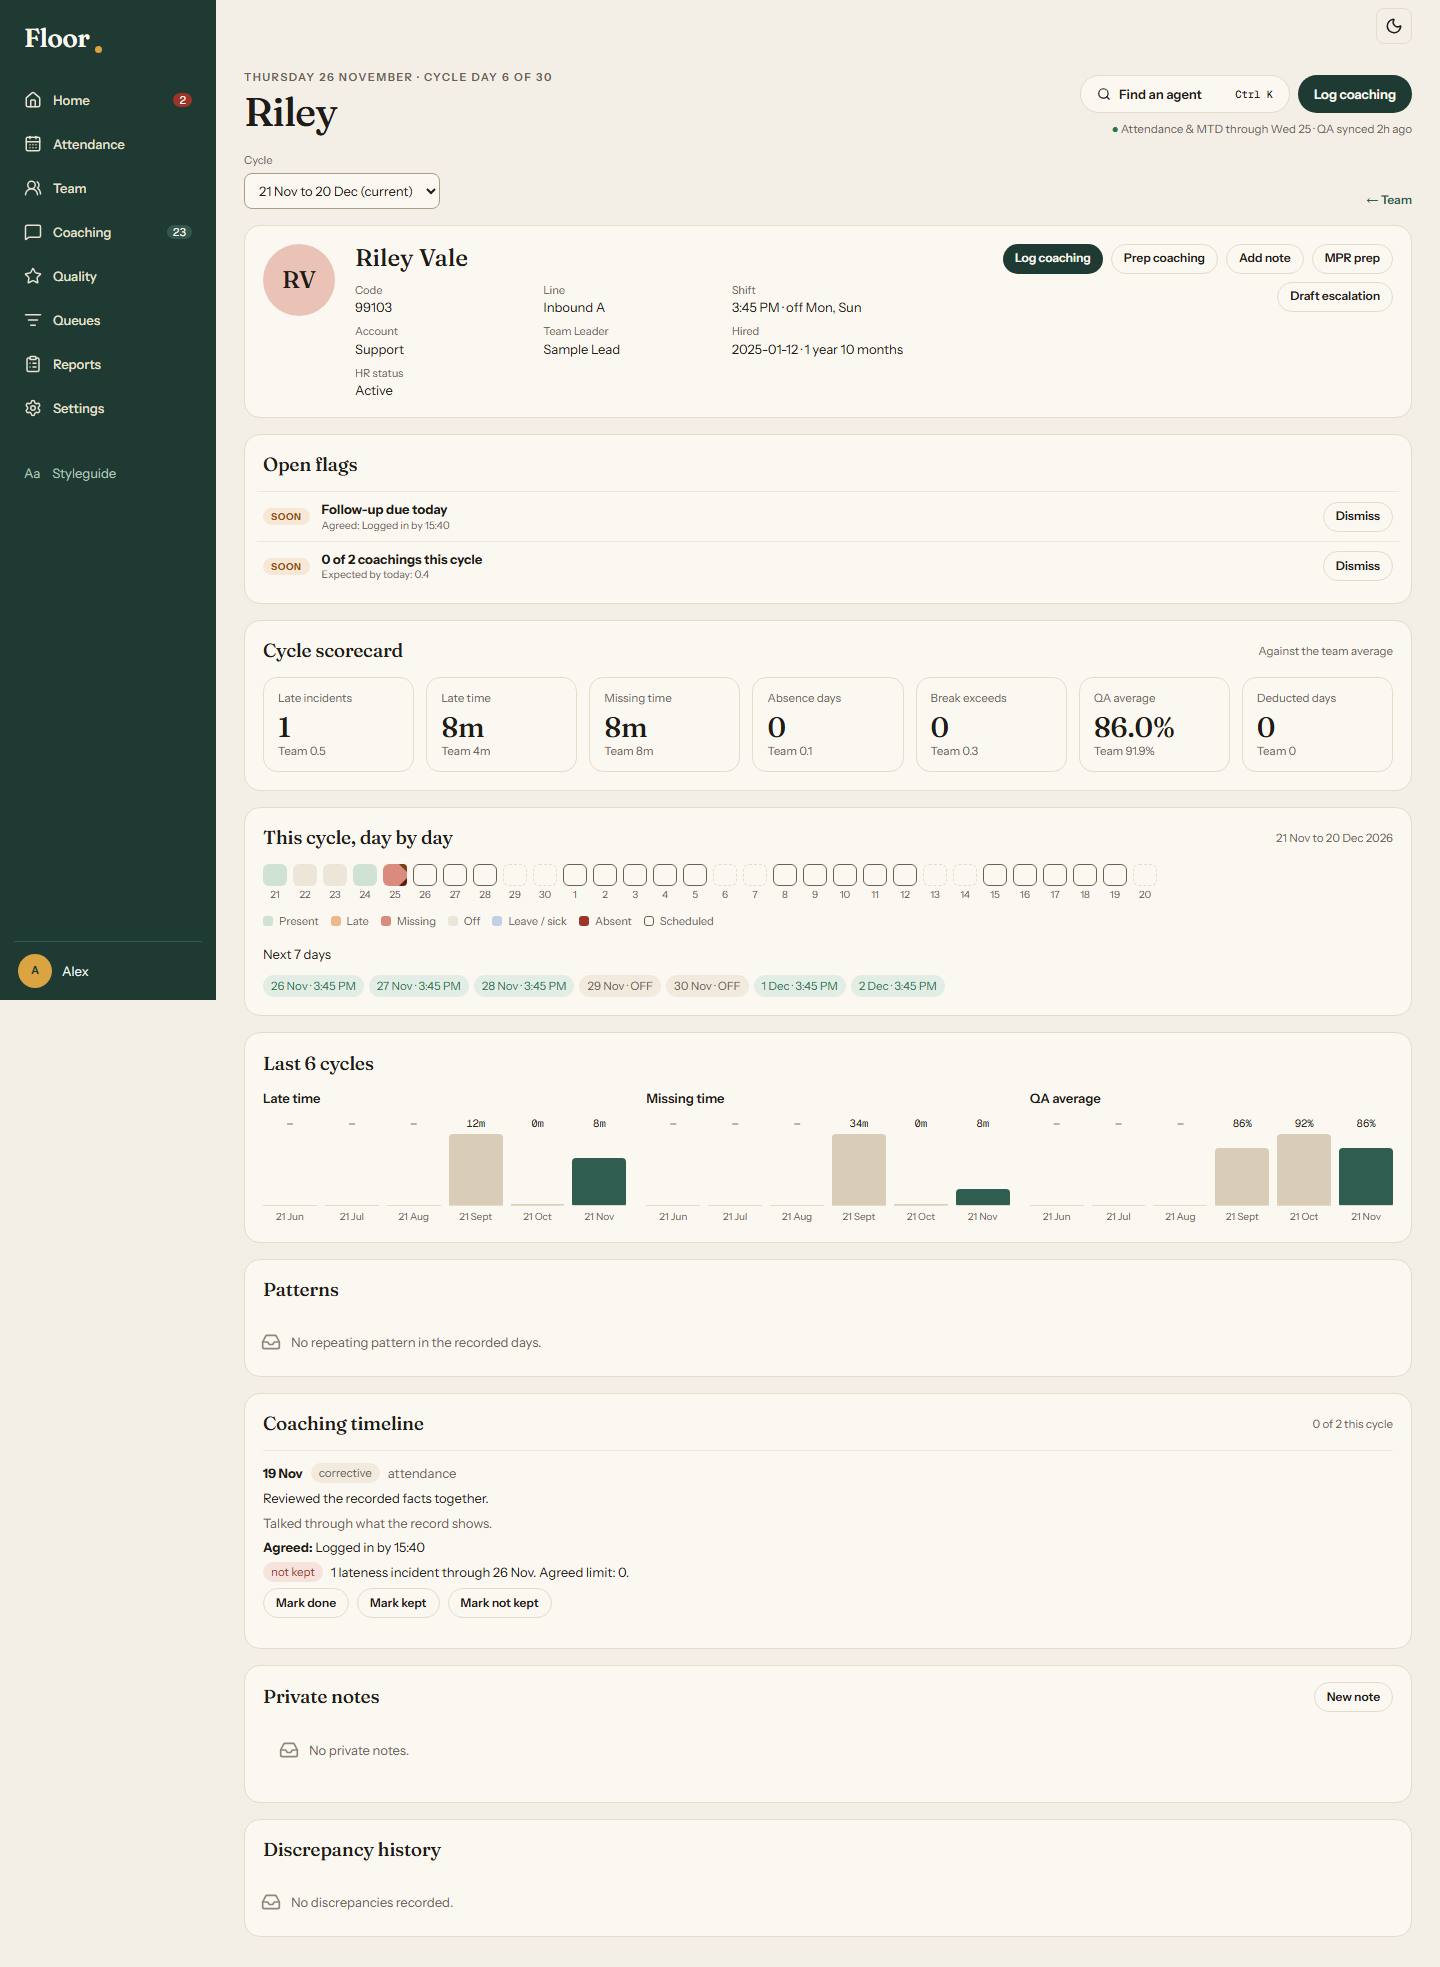 Floor.
Home 2
Attendance
Team
Coaching 23
Quality
Queues
Reports
Settings
Aa Styleguide
A Alex
THURSDAY 26 NOVEMBER · CYCLE DAY 6 OF 30
Riley
Find an agent Ctrl K
Log coaching
● Attendance & MTD through Wed 25 · QA synced 2h ago
Cycle
21 Nov to 20 Dec (current)
← Team
RV
Riley Vale
Log coaching Prep coaching Add note MPR prep
Draft escalation
Code Line Shift
99103 Inbound A 3:45 PM · off Mon, Sun
Account Team Leader Hired
Support Sample Lead 2025-01-12 · 1 year 10 months
HR status
Active
Open flags
SOON Follow-up due today Dismiss
Agreed: Logged in by 15:40
SOON 0 of 2 coachings this cycle Dismiss
Expected by today: 0.4
Cycle scorecard Against the team average
Late incidents Late time Missing time Absence days Break exceeds QA average Deducted days
1 8m 8m 0 0 86.0% 0
Team 0.5 Team 4m Team 8m Team 0.1 Team 0.3 Team 91.9% Team 0
This cycle, day by day 21 Nov to 20 Dec 2026
21 22 23 24 25 26 27 28 29 30 1 2 3 4 5 6 7 8 9 10 11 12 13 14 15 16 17 18 19 20
Present Late Missing Off Leave / sick Absent Scheduled
Next 7 days
26 Nov · 3:45 PM 27 Nov · 3:45 PM 28 Nov · 3:45 PM 29 Nov · OFF 30 Nov · OFF 1 Dec · 3:45 PM 2 Dec · 3:45 PM
Last 6 cycles
Late time Missing time QA average
– – – 12m 0m 8m – – – 34m 0m 8m – – – 86% 92% 86%
21 Jun 21 Jul 21 Aug 21 Sept 21 Oct 21 Nov 21 Jun 21 Jul 21 Aug 21 Sept 21 Oct 21 Nov 21 Jun 21 Jul 21 Aug 21 Sept 21 Oct 21 Nov
Patterns
No repeating pattern in the recorded days.
Coaching timeline 0 of 2 this cycle
19 Nov corrective attendance
Reviewed the recorded facts together.
Talked through what the record shows.
Agreed: Logged in by 15:40
not kept 1 lateness incident through 26 Nov. Agreed limit: 0.
Mark done Mark kept Mark not kept
Private notes New note
No private notes.
Discrepancy history
No discrepancies recorded.